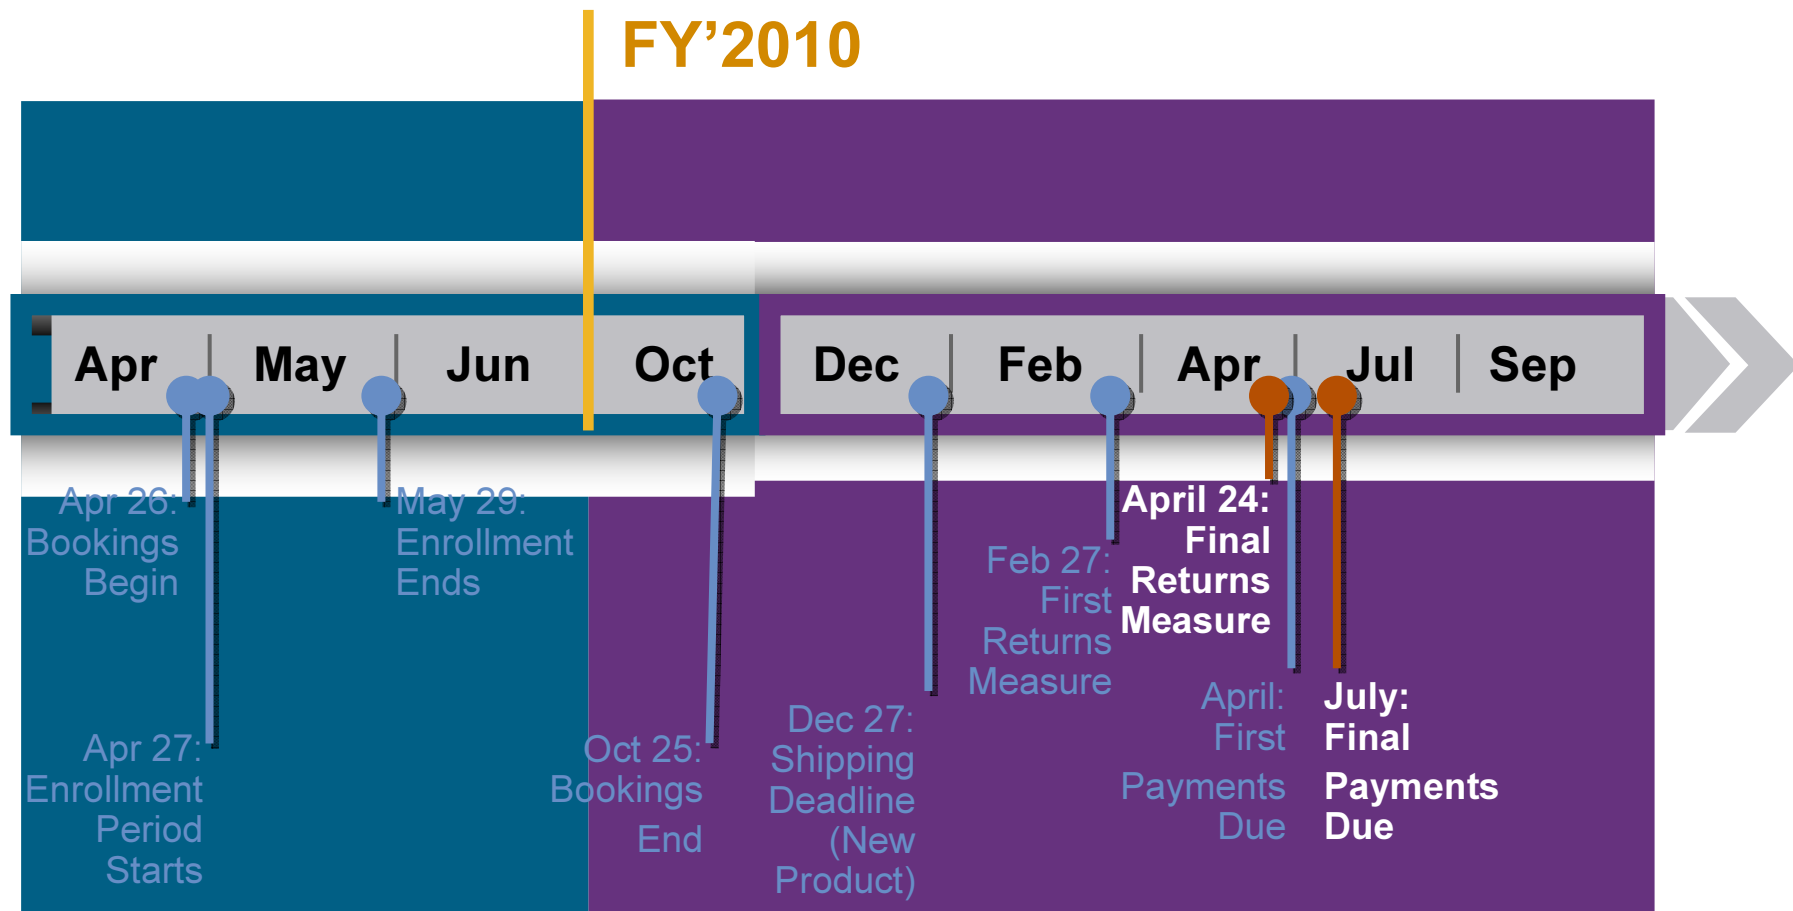 FY’2010
Apr
May
Jun
Oct
Dec
Feb
Apr
Jul
Sep
Apr 26:
Bookings
Begin
Apr 27:
Enrollment
Period
Starts
May 29:
Enrollment
Ends
Oct 25:
Bookings
End
Dec 27:
Shipping
Deadline
(New
Product)
Feb 27:
First
Returns
Measure
April 24:
Final
Returns
Measure
April:
First
Payments
Due
July:
Final
Payments
Due